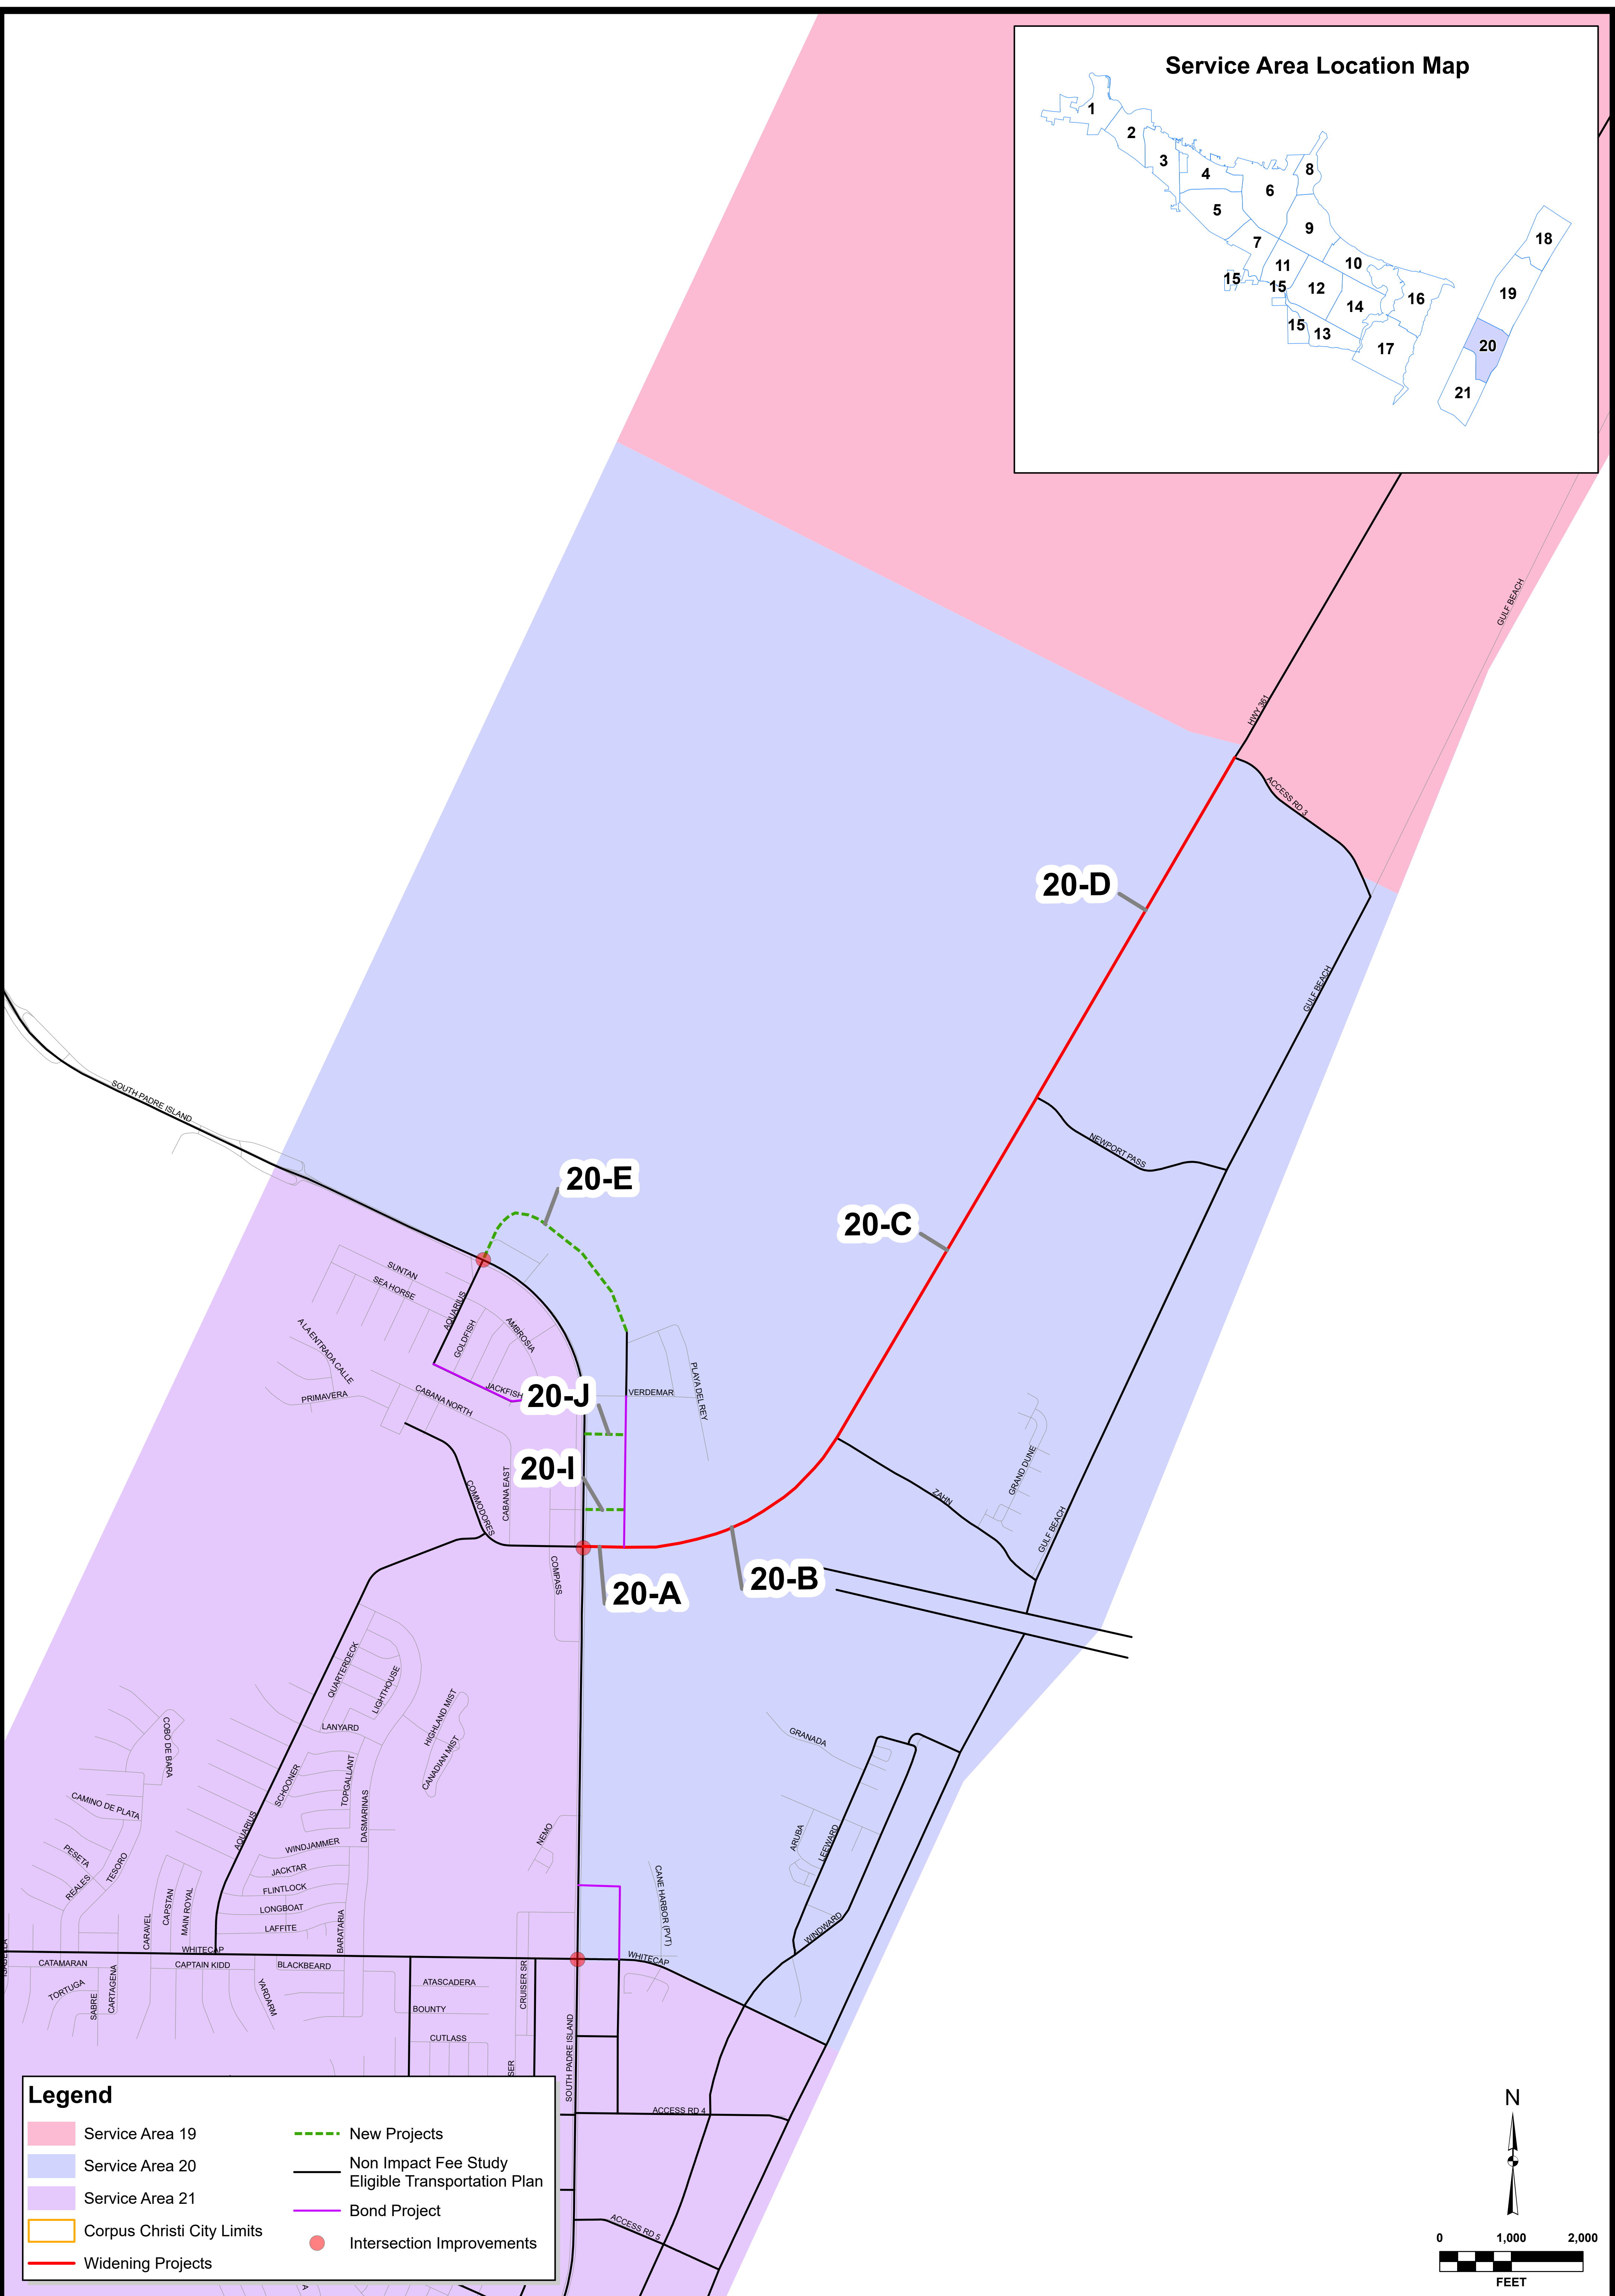 Service Area Location Map
1
2
3
4
5
6
7
8
9
10
11
12
13
14
15
15
15
16
17
18
19
20
21
GULF BEACH
HWY 361
ACCESS RD 3
20-D
GULF BEACH
SOUTH PADRE ISLAND
NEWPORT PASS
20-E
20-C
SUNTAN
SEA HORSE
AQUARIUS
GOLDFISH
AMBROSIA
A LA ENTRADA CALLE
PRIMAVERA
CABANA NORTH
JACKFISH
20-J
VERDEMAR
PLAYA DEL REY
20-I
CABANA EAST
COMMODORES
GRAND DUNE
ZAHN
GULF BEACH
COMPASS
20-A
20-B
QUARTERDECK
LIGHTHOUSE
LANYARD
HIGHLAND MIST
CANADIAN MIST
COBO DE BARA
SCHOONER
TOPGALLANT
DASMARINAS
GRANADA
CAMINO DE PLATA
AQUARIUS
WINDJAMMER
NEMO
ARUBA
LEEWARD
PESETA
REALES
TESORO
JACKTAR
FLINTLOCK
LONGBOAT
LAFFITE
CARAVEL
CAPSTAN
MAIN ROYAL
BARATARIA
CANE HARBOR (PVT)
WINDWARD
WHITECAP
WHITECAP
CATAMARAN
CAPTAIN KIDD
BLACKBEARD
TORTUGA
SABRE
CARTAGENA
YARDARM
ATASCADERA
BOUNTY
CUTLASS
CRUISER SR
SER
SOUTH PADRE ISLAND
ACCESS RD 4
ACCESS RD 5
Legend
Service Area 19
Service Area 20
Service Area 21
Corpus Christi City Limits
Widening Projects
New Projects
Non Impact Fee Study
Eligible Transportation Plan
Bond Project
Intersection Improvements
N
0 1,000 2,000
FEET